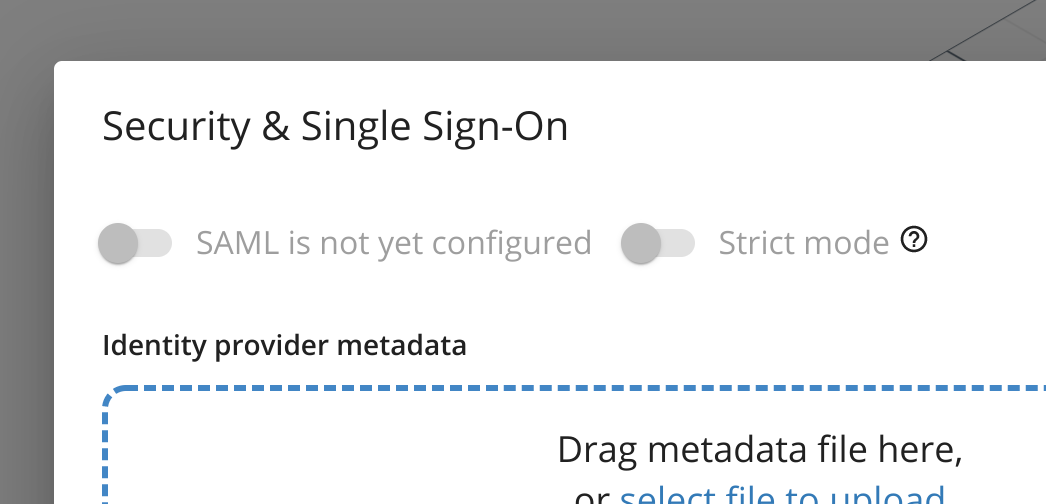 Security & Single Sign-On
SAML is not yet configured Strict mode ?
Identity provider metadata
Drag metadata file here,
or select file to upload